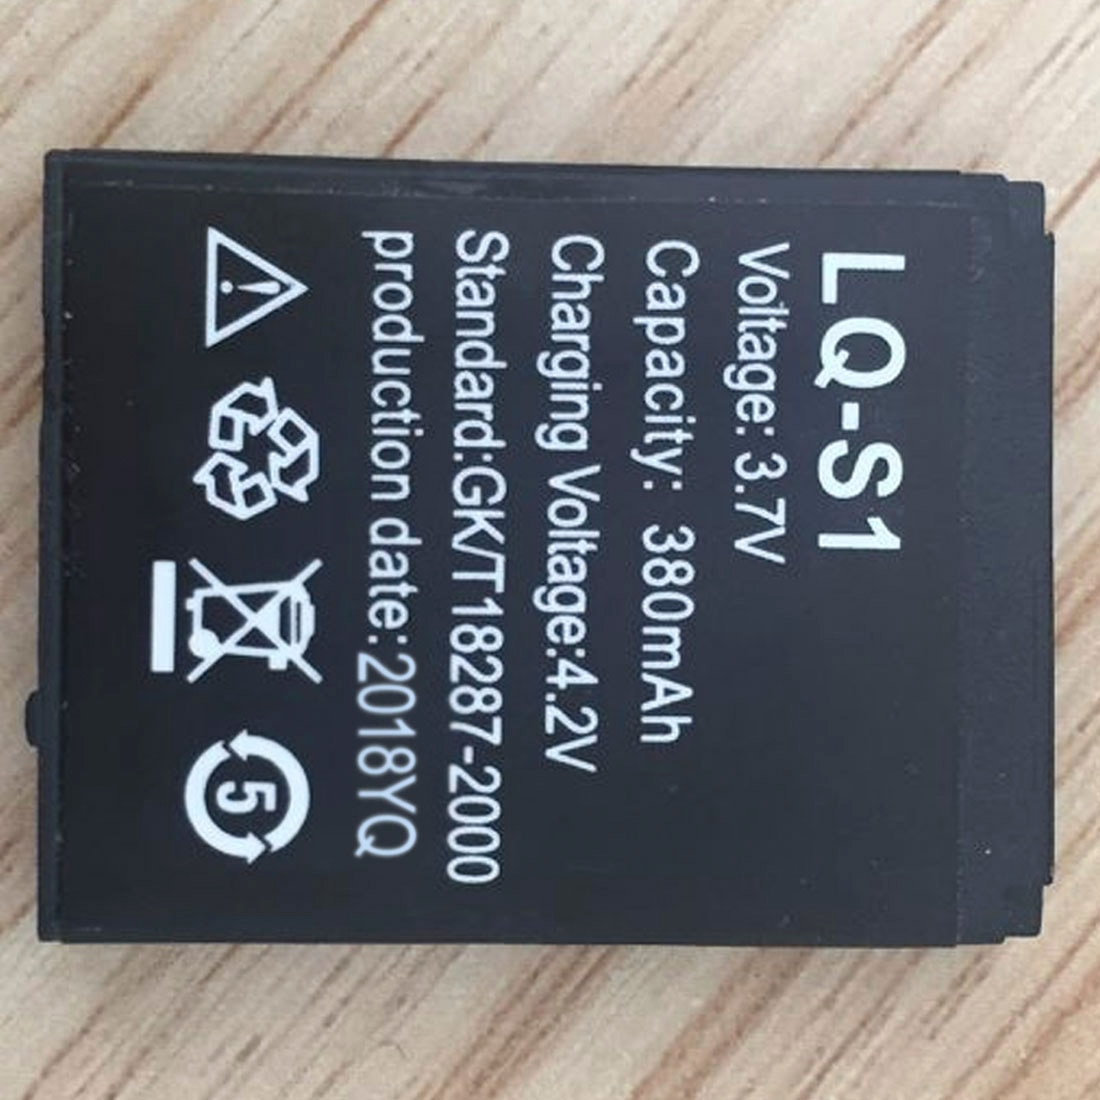 LQ-S1
Voltage: 3.7V
Capacity: 380mAh
Charging Voltage:4.2V
Standard:GK/T18287-2000
production date:2018YQ
5